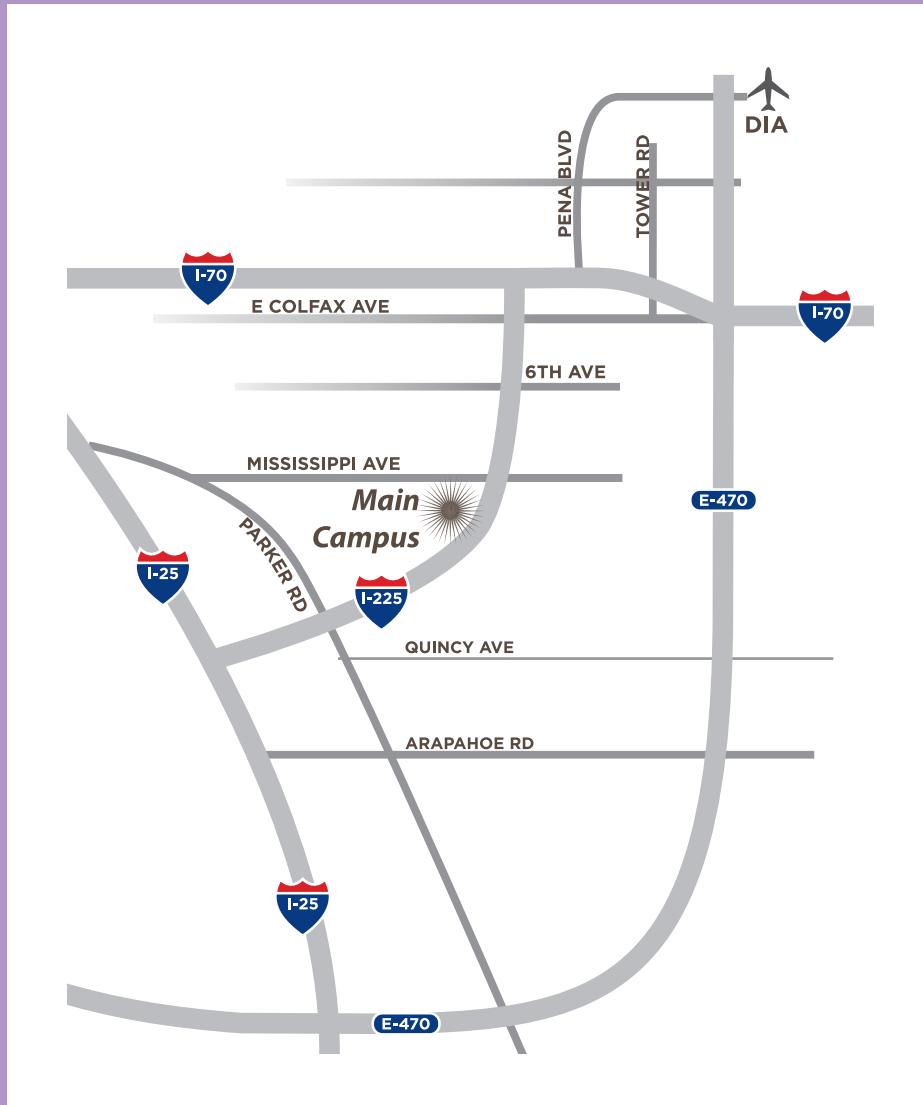 DIA
PENA BLVD
TOWER RD
I-70
E COLFAX AVE
I-70
6TH AVE
MISSISSIPPI AVE
Main
Campus
E-470
PARKER RD
I-25
I-225
QUINCY AVE
ARAPAHOE RD
I-25
E-470